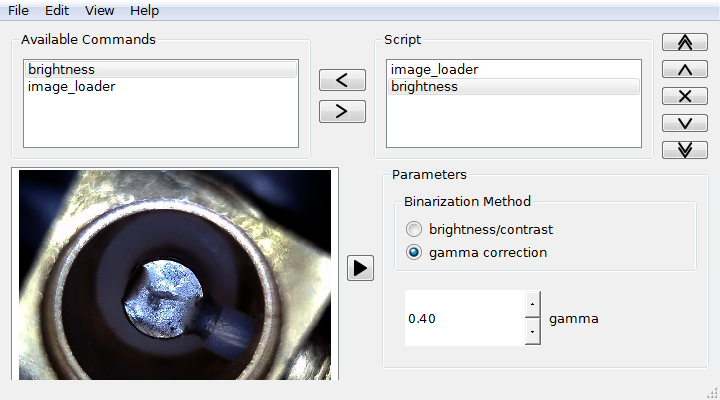 File Edit View Help
Available Commands
brightness
image_loader
Script
image_loader
brightness
Parameters
Binarization Method
brightness/contrast
gamma correction
0.40 gamma